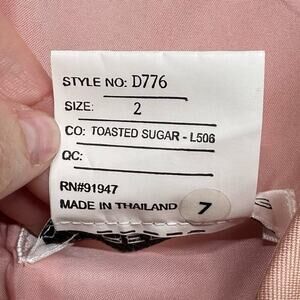 STYLE NO: D776
SIZE: 2
CO: TOASTED SUGAR - L506
QC:
RN#91947
MADE IN THAILAND 7